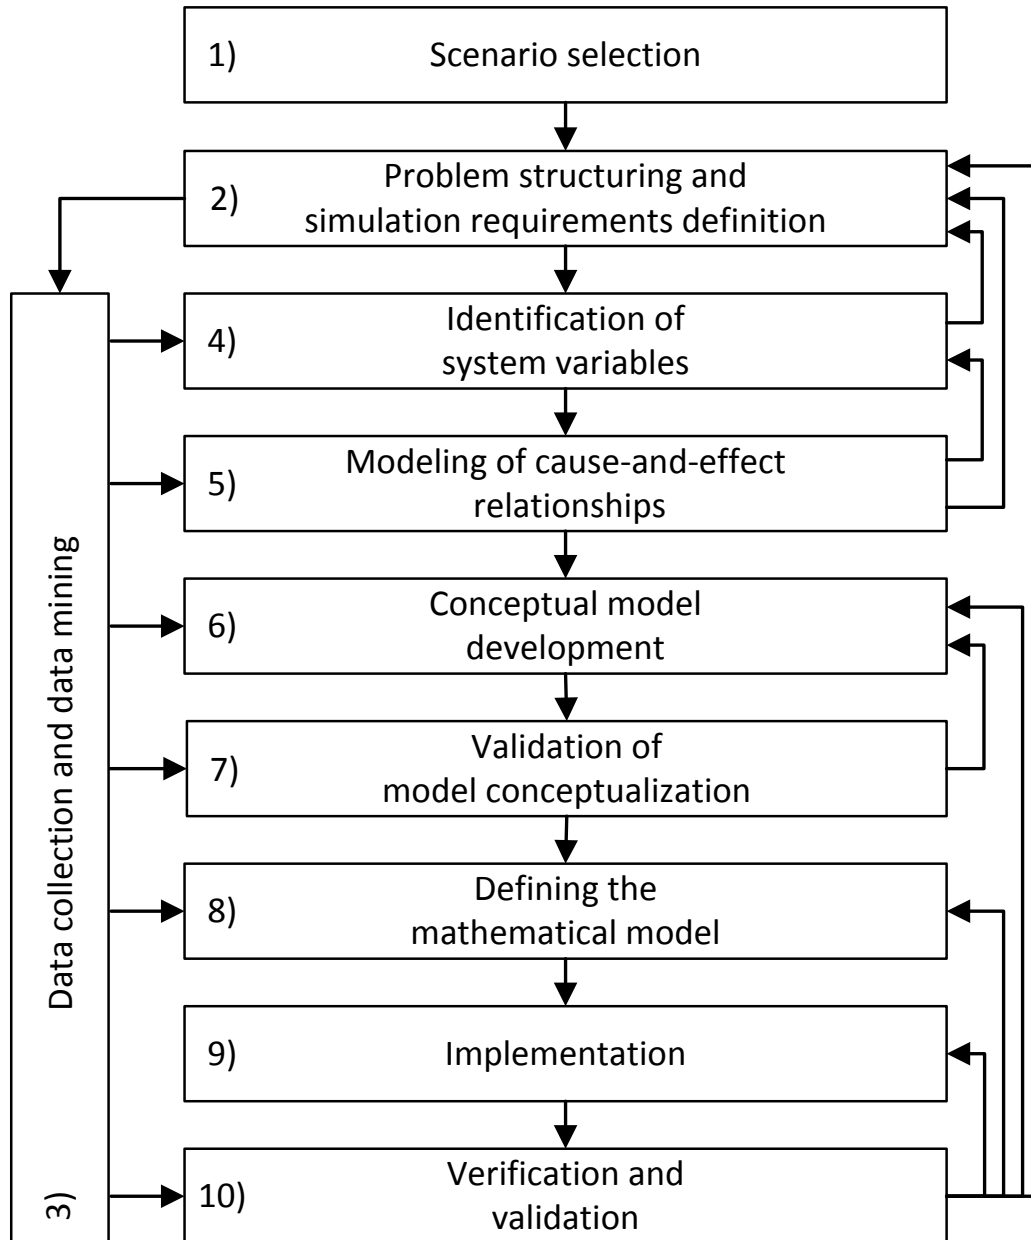 1) Scenario selection
2) Problem structuring and
simulation requirements definition
3) Data collection and data mining
4) Identification of
system variables
5) Modeling of cause-and-effect
relationships
6) Conceptual model
development
7) Validation of
model conceptualization
8) Defining the
mathematical model
9) Implementation
10) Verification and
validation